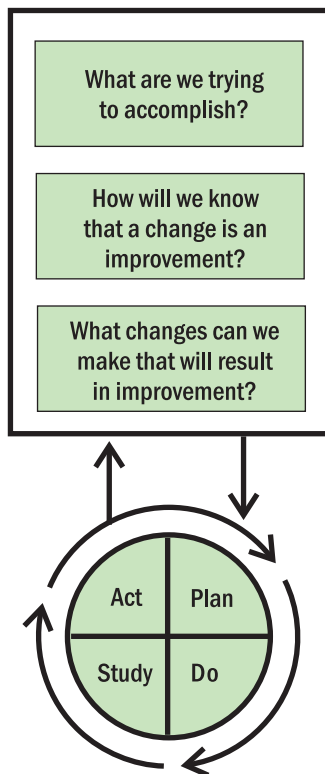 What are we trying
to accomplish?
How will we know
that a change is an
improvement?
What changes can we
make that will result
in improvement?
Act
Plan
Study
Do